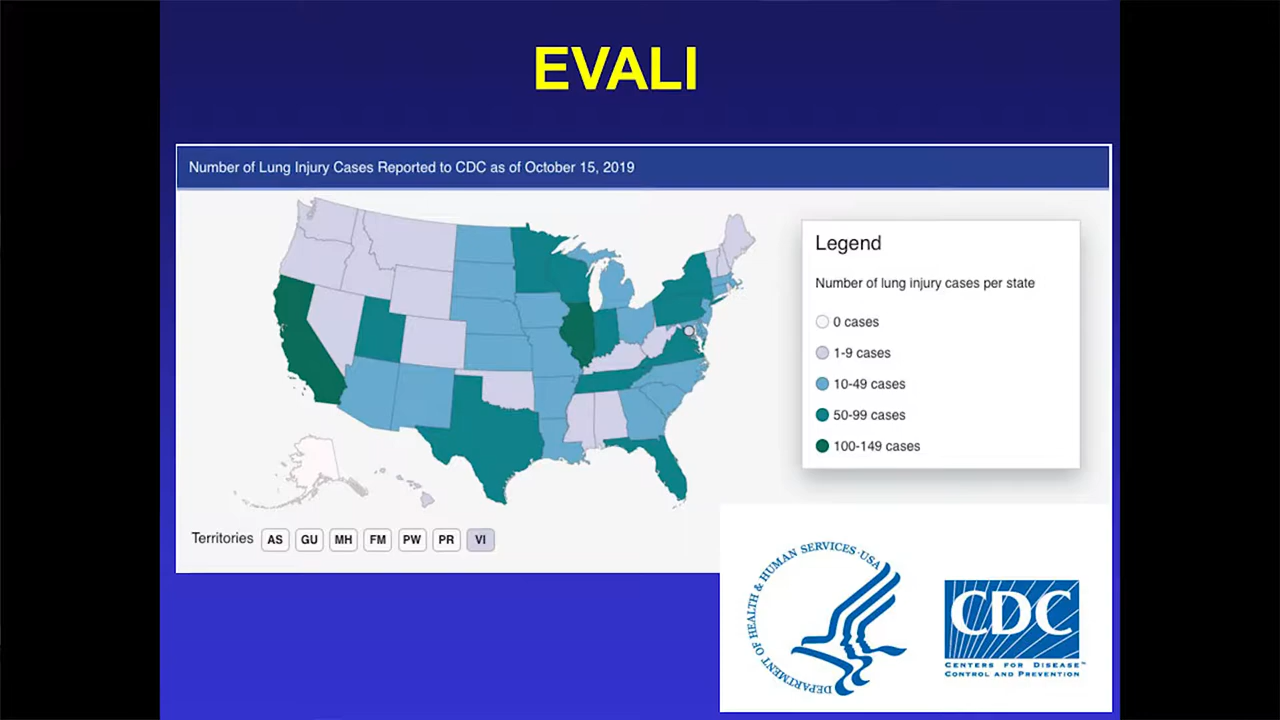 EVALI
Number of Lung Injury Cases Reported to CDC as of October 15, 2019
Legend
Number of lung injury cases per state
0 cases
1-9 cases
10-49 cases
50-99 cases
100-149 cases
Territories AS GU MH FM PW PR VI
DEPARTMENT OF HEALTH & HUMAN SERVICES·USA
CDC
CENTERS FOR DISEASE™
CONTROL AND PREVENTION